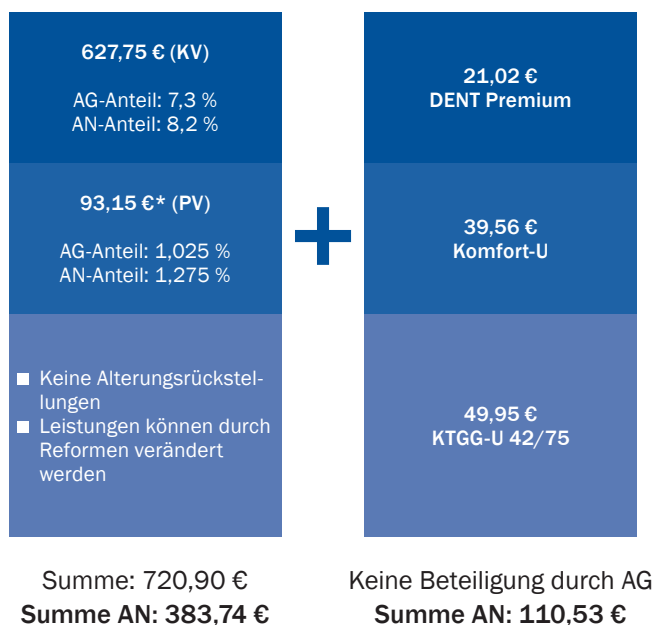 627,75 € (KV)
AG-Anteil: 7,3 %
AN-Anteil: 8,2 %
93,15 €* (PV)
AG-Anteil: 1,025 %
AN-Anteil: 1,275 %
■ Keine Alterungsrückstel-
lungen
■ Leistungen können durch
Reformen verändert
werden
Summe: 720,90 €
Summe AN: 383,74 €
+
21,02 €
DENT Premium
39,56 €
Komfort-U
49,95 €
KTGG-U 42/75
Keine Beteiligung durch AG
Summe AN: 110,53 €